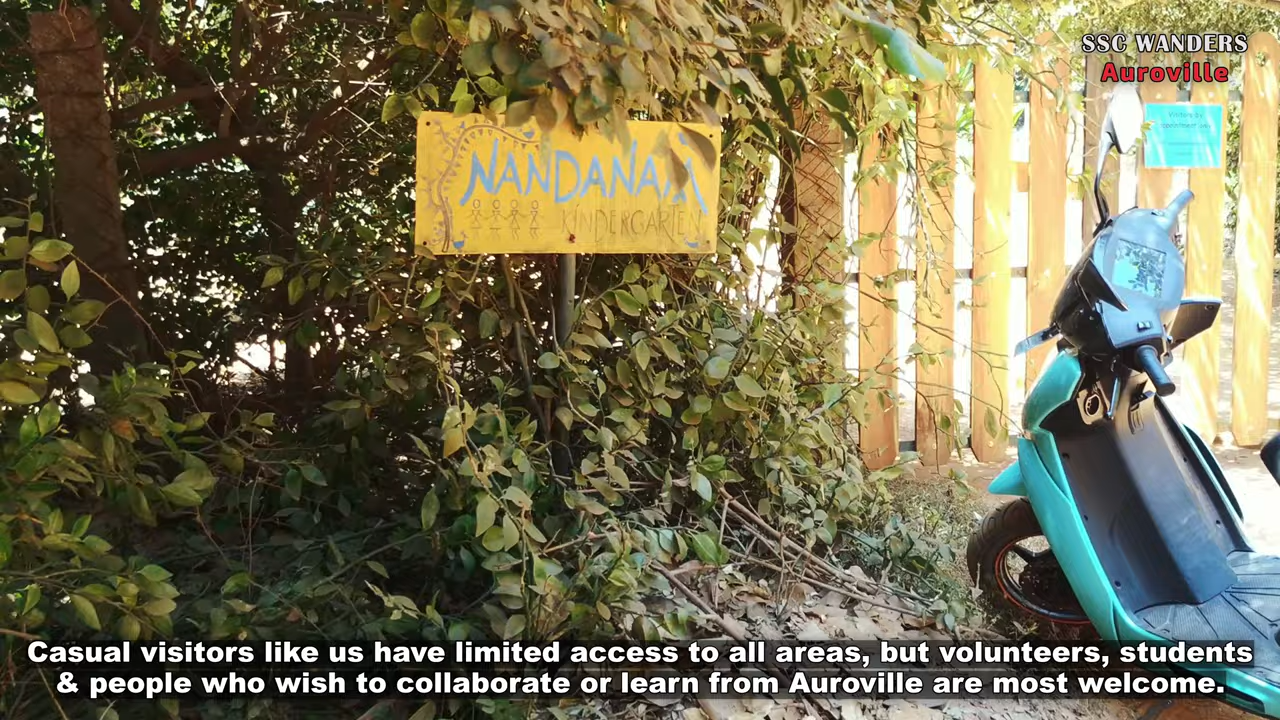 SSC WANDERS
Auroville
NANDANAM
KINDERGARTEN
Casual visitors like us have limited access to all areas, but volunteers, students
& people who wish to collaborate or learn from Auroville are most welcome.